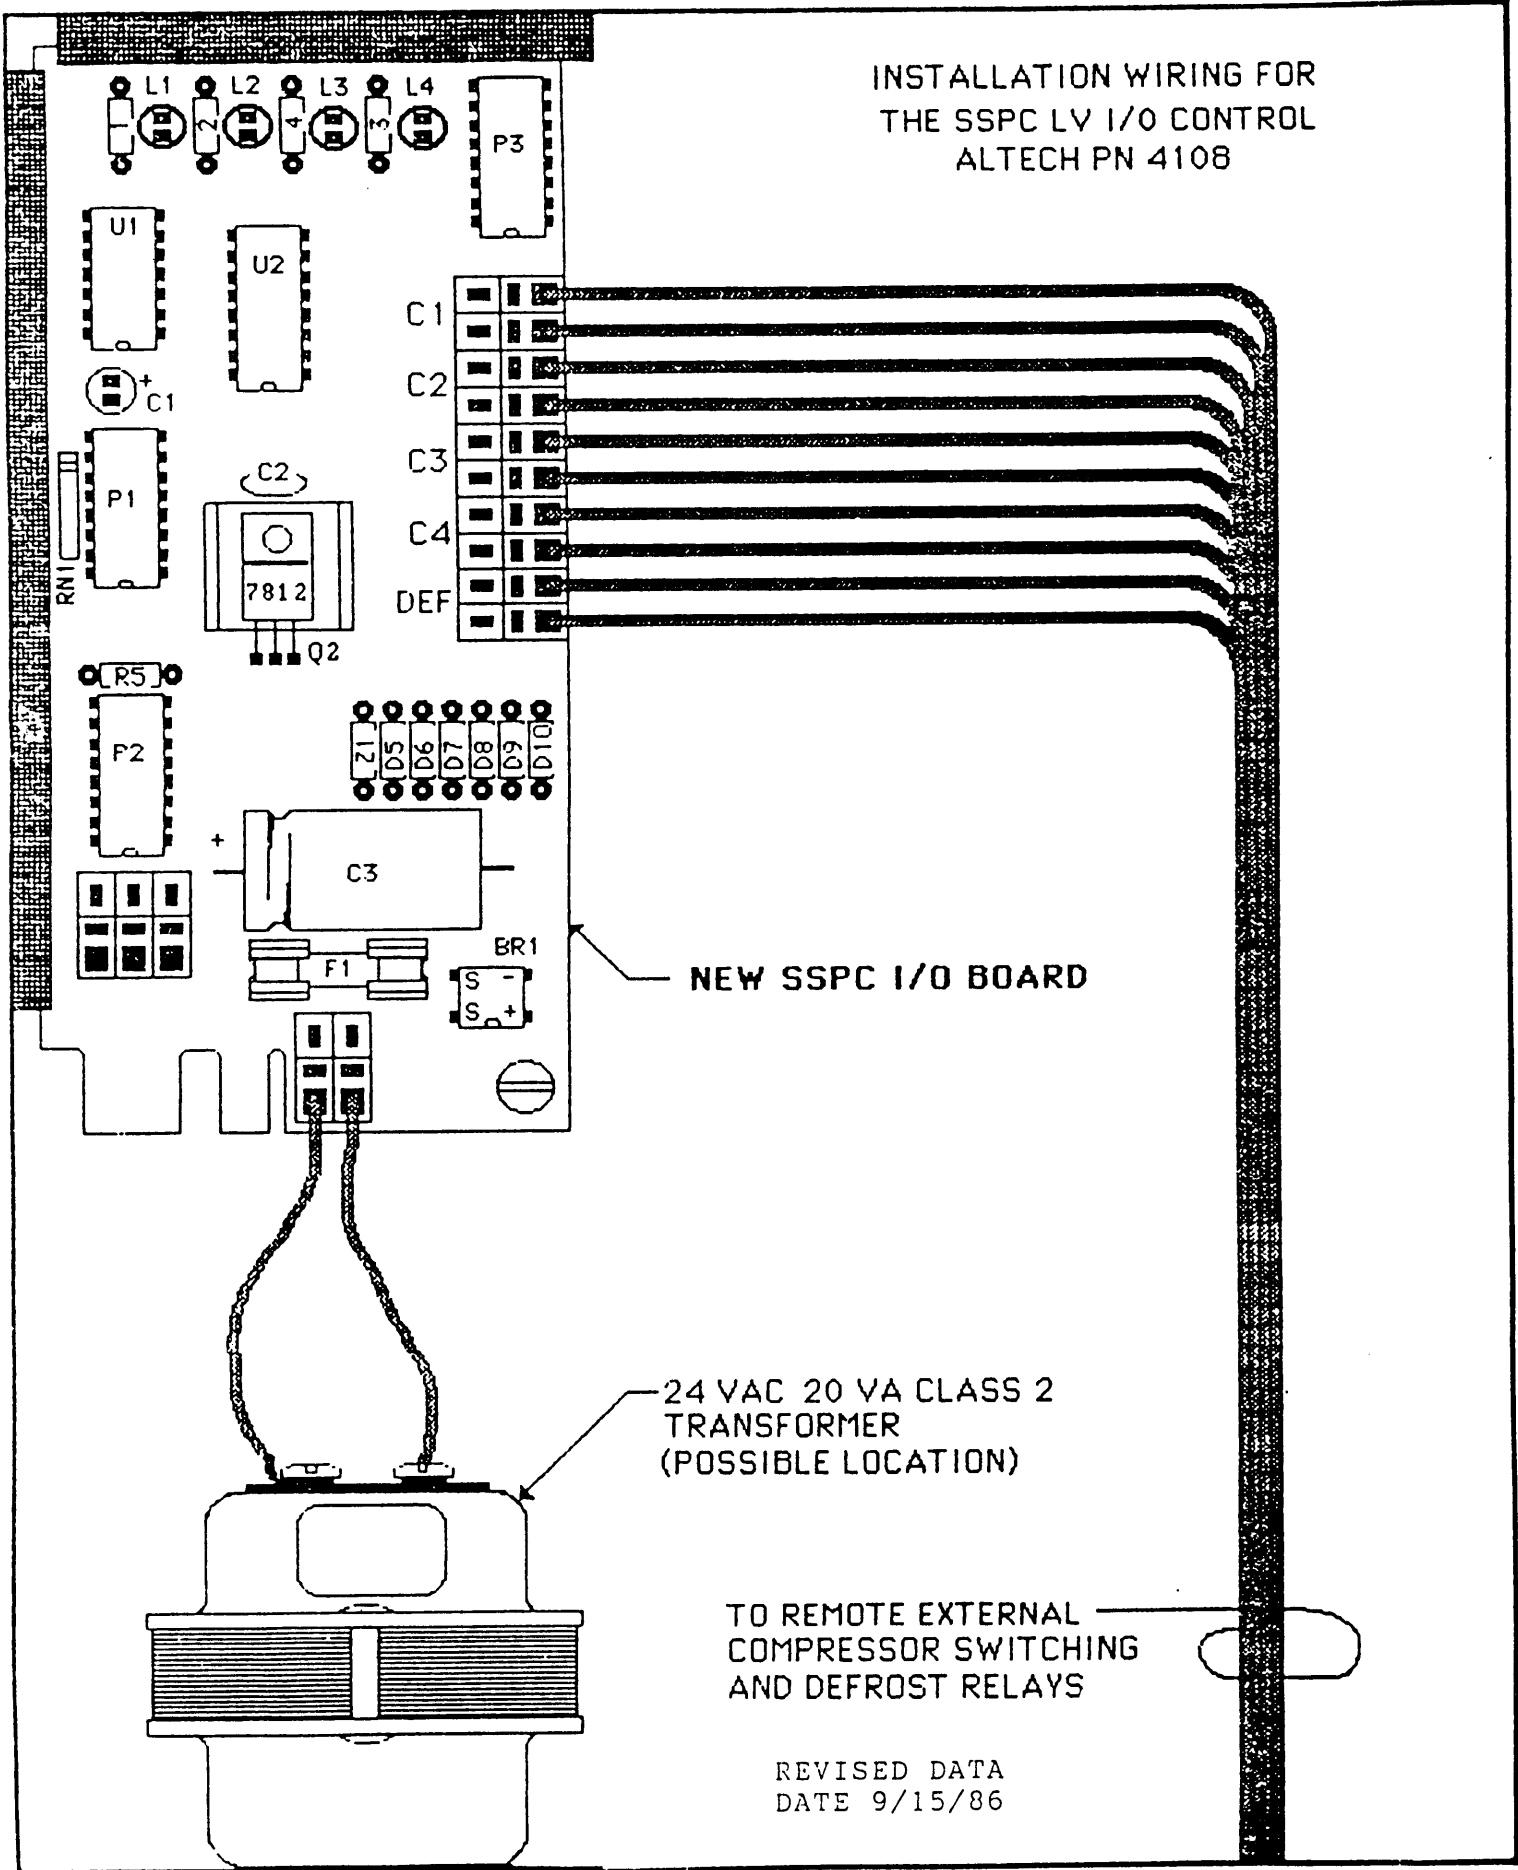 INSTALLATION WIRING FOR
THE SSPC LV I/O CONTROL
ALTECH PN 4108
L1 L2 L3 L4
1 2 4 3
P3
U1
U2
C1
C2
C3
C4
DEF
+
C1
C2
P1
RN1
7812
Q2
R5
P2
Z1 D5 D6 D7 D8 D9 D10
+
C3
F1
BR1
S -
S +
NEW SSPC I/O BOARD
24 VAC 20 VA CLASS 2
TRANSFORMER
(POSSIBLE LOCATION)
TO REMOTE EXTERNAL
COMPRESSOR SWITCHING
AND DEFROST RELAYS
REVISED DATA
DATE 9/15/86